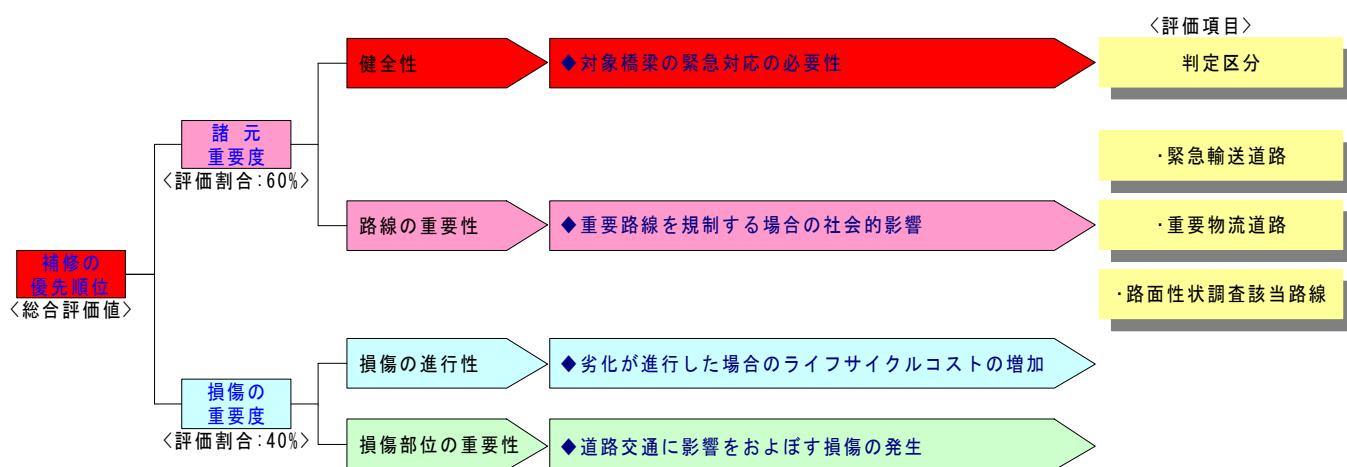 〈評価項目〉
健全性
◆対象橋梁の緊急対応の必要性
判定区分
諸 元
重要度
〈評価割合:60%〉
・緊急輸送道路
路線の重要性
◆重要路線を規制する場合の社会的影響
・重要物流道路
補修の
優先順位
〈総合評価値〉
・路面性状調査該当路線
損傷の進行性
◆劣化が進行した場合のライフサイクルコストの増加
損傷の
重要度
〈評価割合:40%〉
損傷部位の重要性
◆道路交通に影響をおよぼす損傷の発生